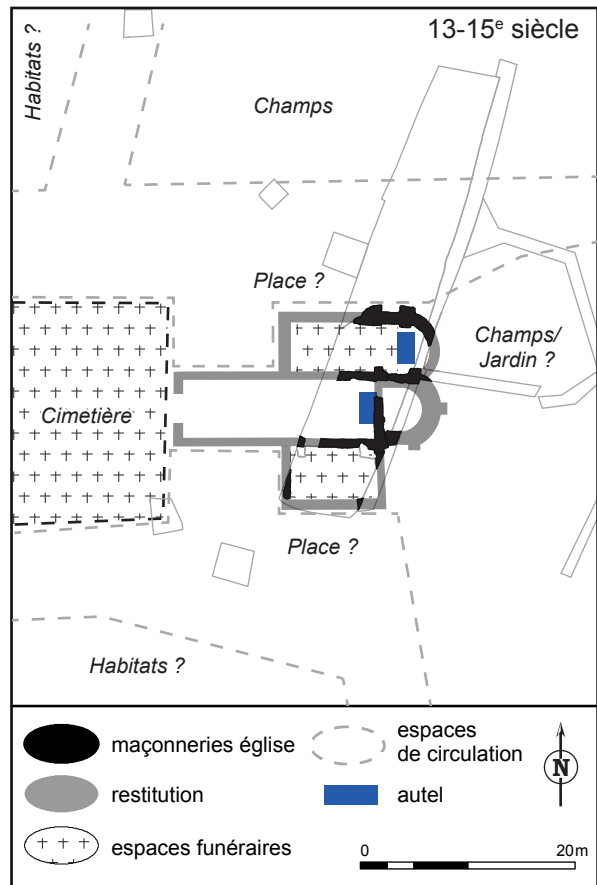 13-15e siècle
Habitats ?
Champs
Place ?
Champs/
Jardin ?
Cimetière
Place ?
Habitats ?
maçonneries église
espaces
de circulation
N
restitution
autel
espaces funéraires
0 20m